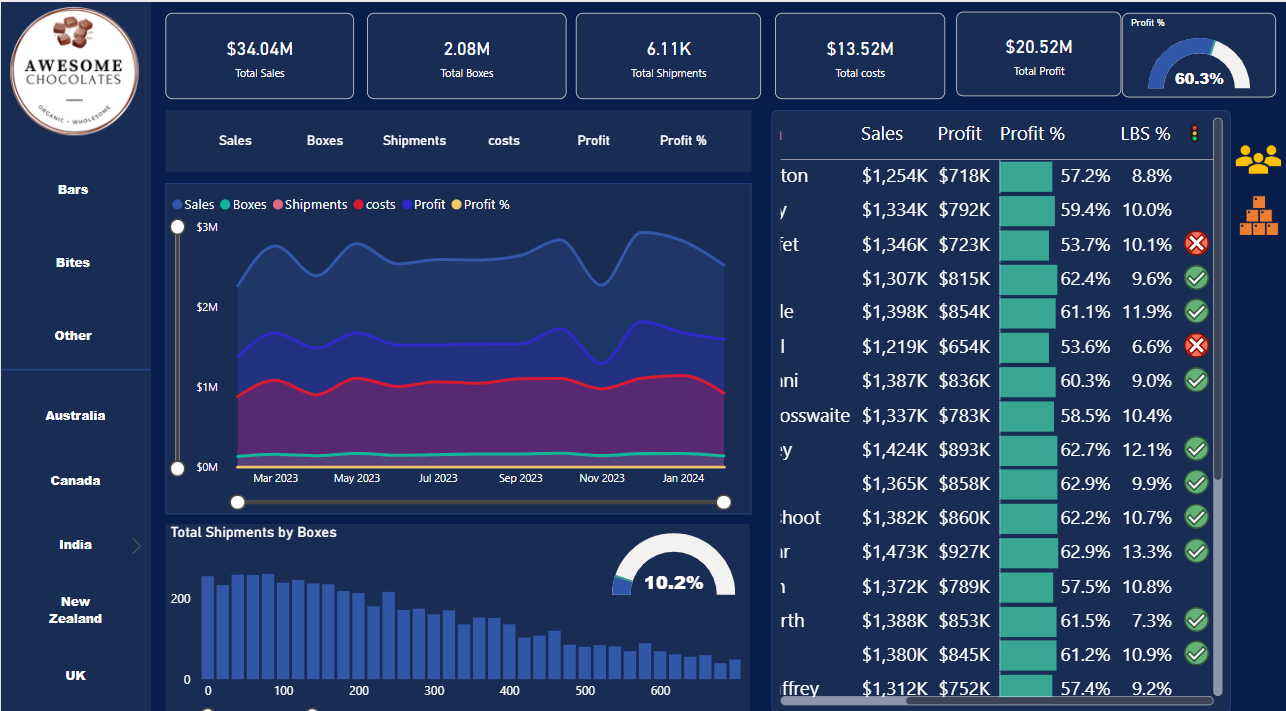 AWESOME
CHOCOLATES
ORGANIC - WHOLESOME
$34.04M
Total Sales
2.08M
Total Boxes
6.11K
Total Shipments
$13.52M
Total costs
$20.52M
Total Profit
Profit %
60.3%
Bars
Bites
Other
Australia
Canada
India
New
Zealand
UK
Sales Boxes Shipments costs Profit Profit %
Sales Boxes Shipments costs Profit Profit %
$3M
$2M
$1M
$0M
Mar 2023 May 2023 Jul 2023 Sep 2023 Nov 2023 Jan 2024
Total Shipments by Boxes
10.2%
200
0
0 100 200 300 400 500 600
Sales Profit Profit % LBS %
ton $1,254K $718K 57.2% 8.8%
y $1,334K $792K 59.4% 10.0%
fet $1,346K $723K 53.7% 10.1%
$1,307K $815K 62.4% 9.6%
le $1,398K $854K 61.1% 11.9%
l $1,219K $654K 53.6% 6.6%
ani $1,387K $836K 60.3% 9.0%
osswaite $1,337K $783K 58.5% 10.4%
ey $1,424K $893K 62.7% 12.1%
$1,365K $858K 62.9% 9.9%
shoot $1,382K $860K 62.2% 10.7%
ar $1,473K $927K 62.9% 13.3%
n $1,372K $789K 57.5% 10.8%
rth $1,388K $853K 61.5% 7.3%
$1,380K $845K 61.2% 10.9%
ffrey $1,312K $752K 57.4% 9.2%